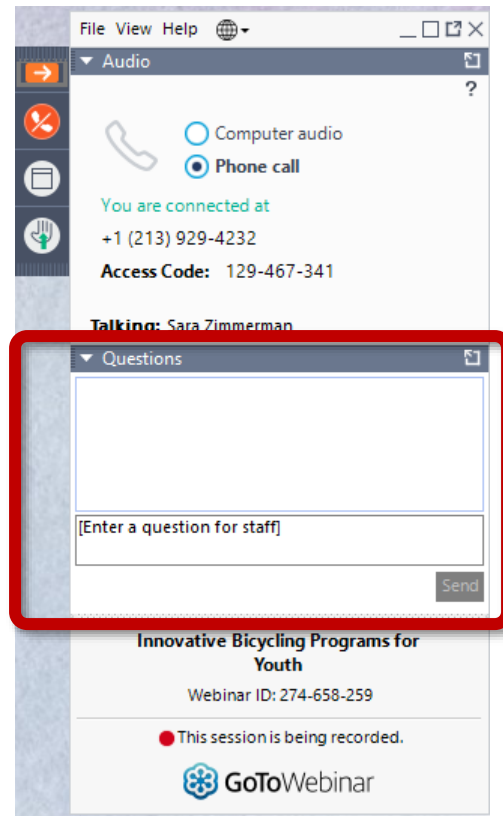 File View Help
Audio
?
Computer audio
Phone call
You are connected at
+1 (213) 929-4232
Access Code: 129-467-341
Talking: Sara Zimmerman
Questions
[Enter a question for staff]
Send
Innovative Bicycling Programs for
Youth
Webinar ID: 274-658-259
This session is being recorded.
GoToWebinar